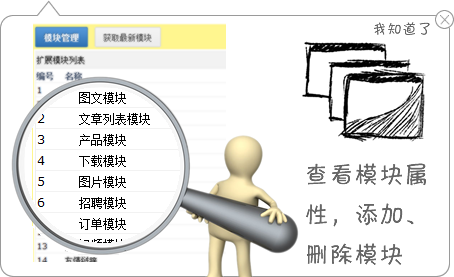 我知道了
模块管理 获取最新模块
扩展模块列表
编号 名称
1
图文模块
2 文章列表模块
3 产品模块
4 下载模块
5 图片模块
6 招聘模块
订单模块
13
14 友情链接
查看模块属
性，添加、
删除模块